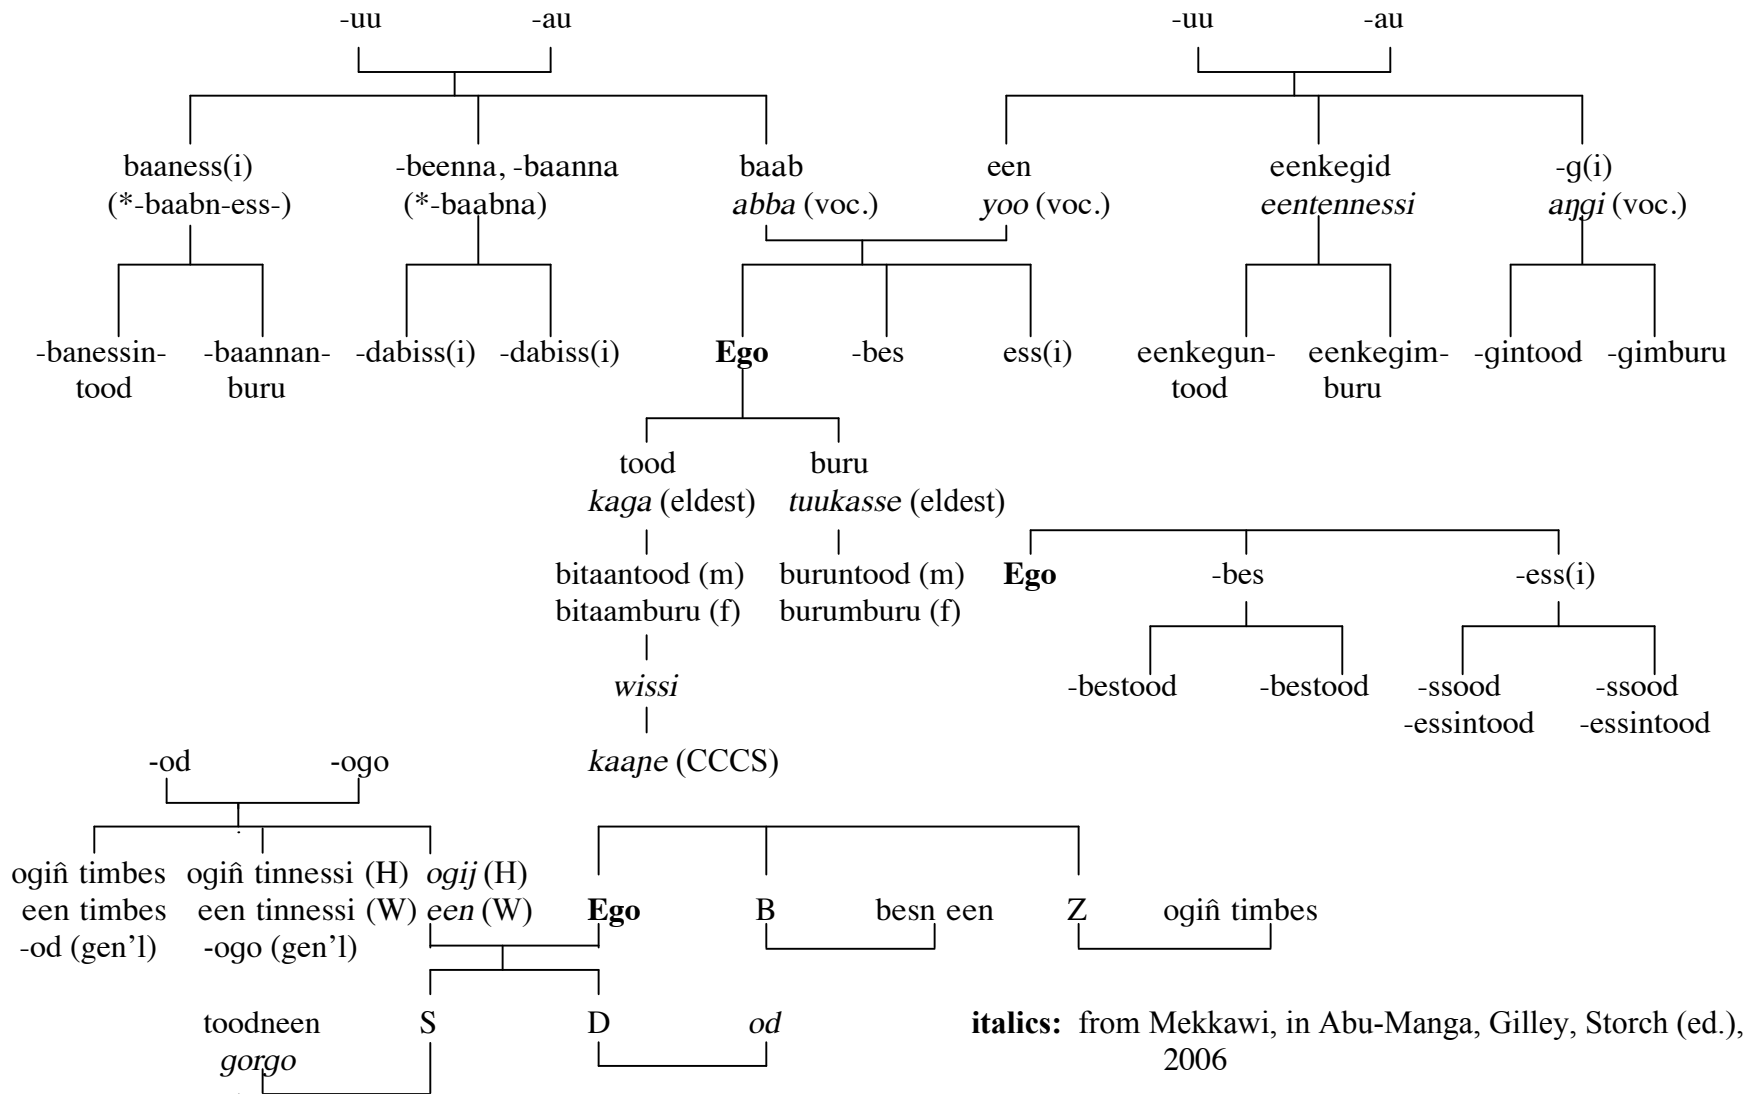 -uu -au -uu -au
baaness(i) -beenna, -baanna baab een eenkegid -g(i)
(*-baabn-ess-) (*-baabna) abba (voc.) yoo (voc.) eentennessi aŋgi (voc.)
-banessin- -baannan- -dabiss(i) -dabiss(i) Ego -bes ess(i) eenkegun- eenkegim- -gintood -gimburu
tood buru tood buru
tood buru
kaga (eldest) tuukasse (eldest)
bitaantood (m) buruntood (m) Ego -bes -ess(i)
bitaamburu (f) burumburu (f)
wissi -bestood -bestood -ssood -ssood
-essintood -essintood
-od -ogo kaaɲe (CCCS)
ogin̂ timbes ogin̂ tinnessi (H) ogij (H)
een timbes een tinnessi (W) een (W) Ego B besn een Z ogin̂ timbes
-od (gen'l) -ogo (gen'l)
toodneen S D od italics: from Mekkawi, in Abu-Manga, Gilley, Storch (ed.),
gorgo 2006